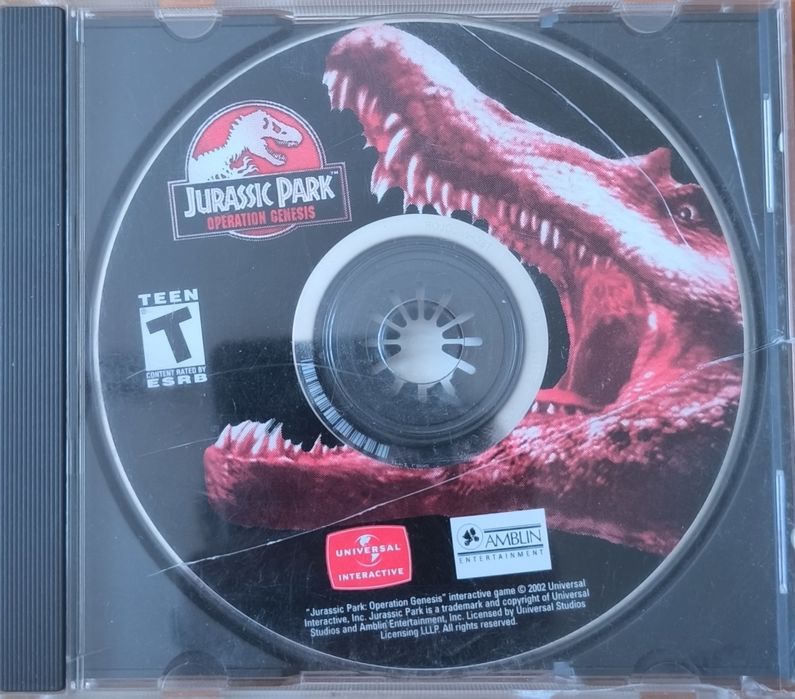 JURASSIC PARK™
OPERATION GENESIS
TEEN
T
CONTENT RATED BY
ESRB
UNIVERSAL
INTERACTIVE
AMBLIN
ENTERTAINMENT
"Jurassic Park: Operation Genesis" interactive game © 2002 Universal
Interactive, Inc. Jurassic Park is a trademark and copyright of Universal
Studios and Amblin Entertainment, Inc. Licensed by Universal Studios
Licensing LLLP. All rights reserved.